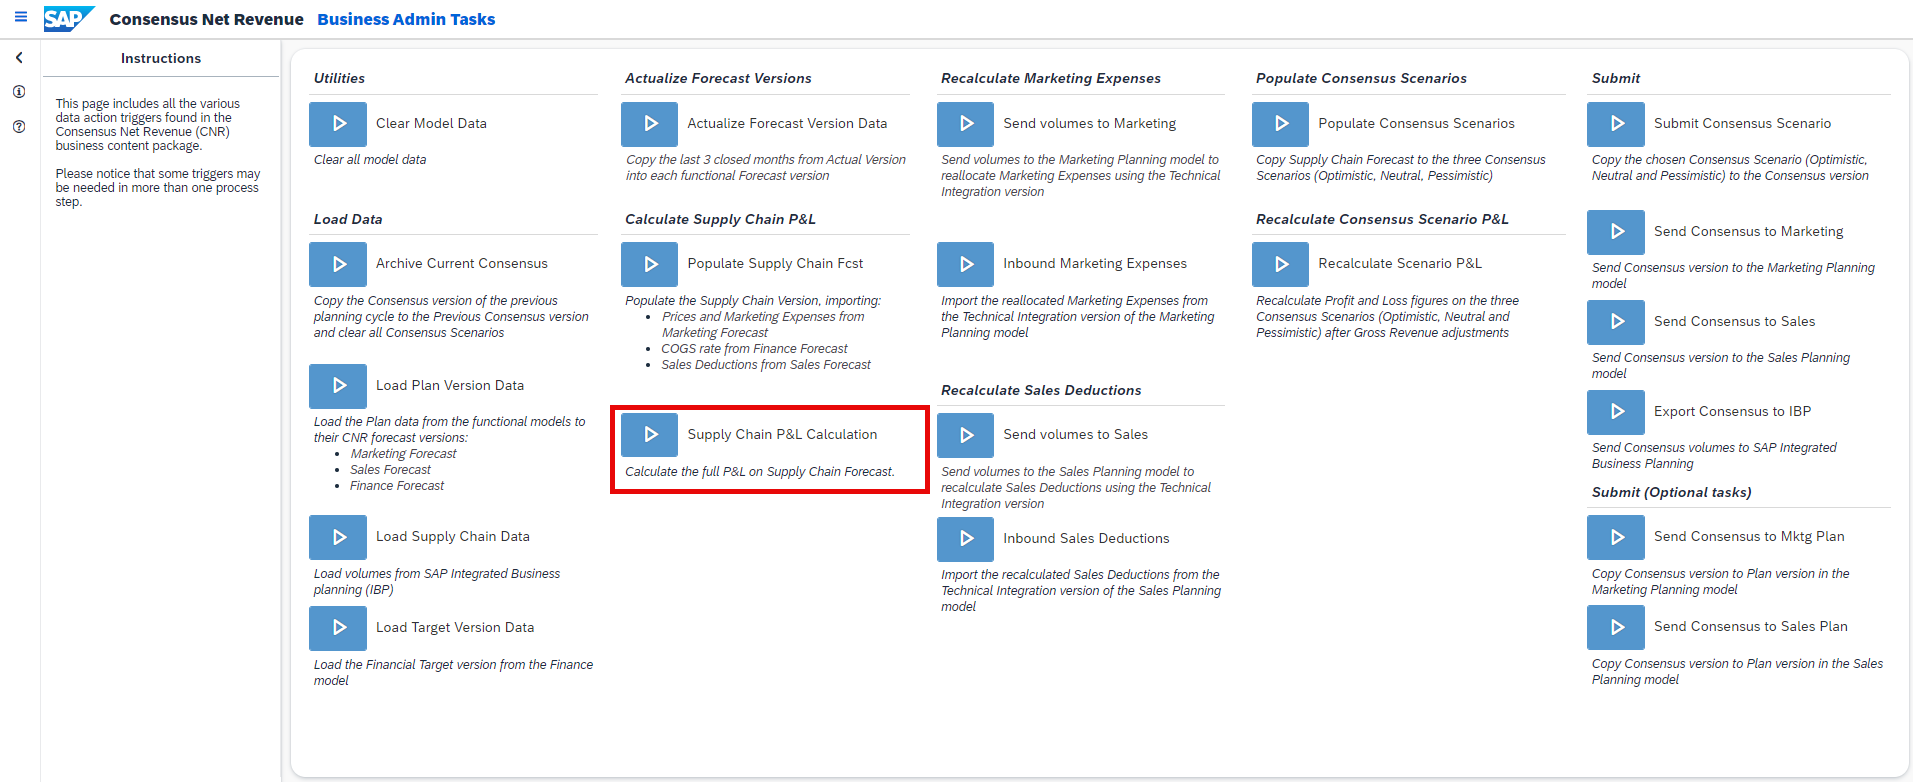 SAP Consensus Net Revenue Business Admin Tasks
Instructions
This page includes all the various
data action triggers found in the
Consensus Net Revenue (CNR)
business content package.
Please notice that some triggers may
be needed in more than one process
step.
Utilities
Clear Model Data
Clear all model data
Load Data
Archive Current Consensus
Copy the Consensus version of the previous
planning cycle to the Previous Consensus version
and clear all Consensus Scenarios
Load Plan Version Data
Load the Plan data from the functional models to
their CNR forecast versions:
• Marketing Forecast
• Sales Forecast
• Finance Forecast
Load Supply Chain Data
Load volumes from SAP Integrated Business
planning (IBP)
Load Target Version Data
Load the Financial Target version from the Finance
model
Actualize Forecast Versions
Actualize Forecast Version Data
Copy the last 3 closed months from Actual Version
into each functional Forecast version
Calculate Supply Chain P&L
Populate Supply Chain Fcst
Populate the Supply Chain Version, importing:
• Prices and Marketing Expenses from
Marketing Forecast
• COGS rate from Finance Forecast
• Sales Deductions from Sales Forecast
Supply Chain P&L Calculation
Calculate the full P&L on Supply Chain Forecast.
Recalculate Marketing Expenses
Send volumes to Marketing
Send volumes to the Marketing Planning model to
reallocate Marketing Expenses using the Technical
Integration version
Inbound Marketing Expenses
Import the reallocated Marketing Expenses from
the Technical Integration version of the Marketing
Planning model
Recalculate Sales Deductions
Send volumes to Sales
Send volumes to the Sales Planning model to
recalculate Sales Deductions using the Technical
Integration version
Inbound Sales Deductions
Import the recalculated Sales Deductions from the
Technical Integration version of the Sales Planning
model
Populate Consensus Scenarios
Populate Consensus Scenarios
Copy Supply Chain Forecast to the three Consensus
Scenarios (Optimistic, Neutral, Pessimistic)
Recalculate Consensus Scenario P&L
Recalculate Scenario P&L
Recalculate Profit and Loss figures on the three
Consensus Scenarios (Optimistic, Neutral and
Pessimistic) after Gross Revenue adjustments
Submit
Submit Consensus Scenario
Copy the chosen Consensus Scenario (Optimistic,
Neutral and Pessimistic) to the Consensus version
Send Consensus to Marketing
Send Consensus version to the Marketing Planning
model
Send Consensus to Sales
Send Consensus version to the Sales Planning
model
Export Consensus to IBP
Send Consensus volumes to SAP Integrated
Business Planning
Submit (Optional tasks)
Send Consensus to Mktg Plan
Copy Consensus version to Plan version in the
Marketing Planning model
Send Consensus to Sales Plan
Copy Consensus version to Plan version in the Sales
Planning model